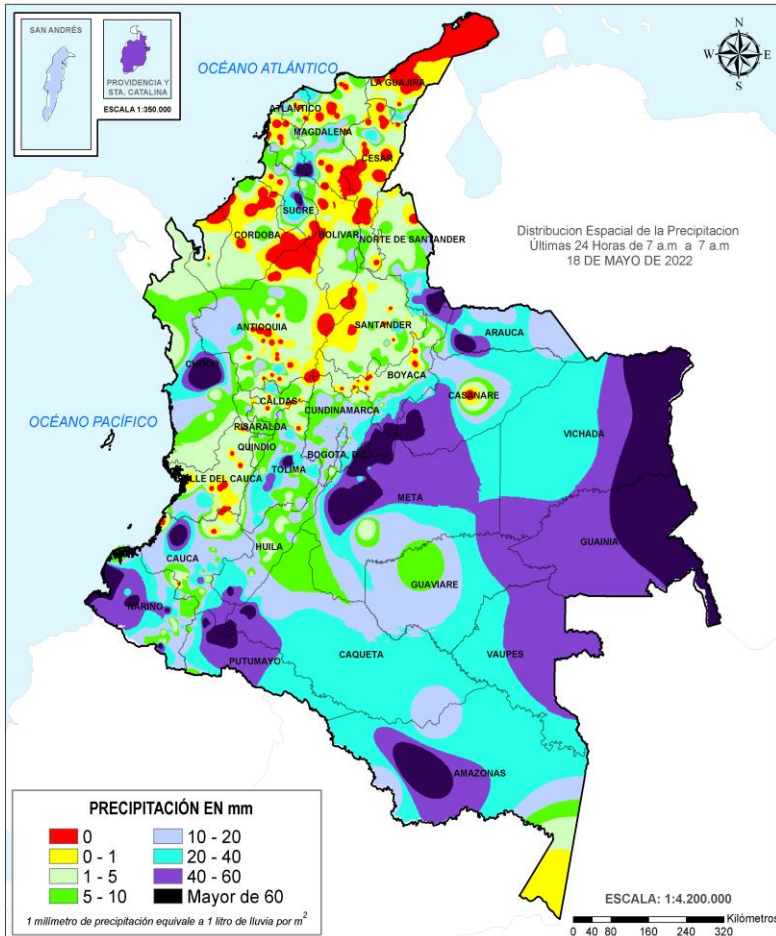 SAN ANDRÉS
PROVIDENCIA Y
STA. CATALINA
ESCALA 1:350.000
OCÉANO ATLÁNTICO
N
W
E
S
LA GUAJIRA
ATLANTICO
MAGDALENA
CESAR
SUCRE
CORDOBA
BOLIVAR
NORTE DE SANTANDER
Distribucion Espacial de la Precipitacion
Últimas 24 Horas de 7 a.m a 7 a.m
18 DE MAYO DE 2022
ANTIOQUIA
SANTANDER
ARAUCA
CHOCO
BOYACA
CASANARE
CALDAS
CUNDINAMARCA
OCÉANO PACÍFICO
RISARALDA
VICHADA
QUINDIO
BOGOTA, D.C.
TOLIMA
VALLE DEL CAUCA
META
GUAINIA
HUILA
CAUCA
GUAVIARE
NARIÑO
PUTUMAYO
CAQUETA
VAUPES
AMAZONAS
PRECIPITACIÓN EN mm
0
0 - 1
1 - 5
5 - 10
10 - 20
20 - 40
40 - 60
Mayor de 60
1 milímetro de precipitación equivale a 1 litro de lluvia por m²
ESCALA: 1:4.200.000
Kilómetros
0 40 80 160 240 320